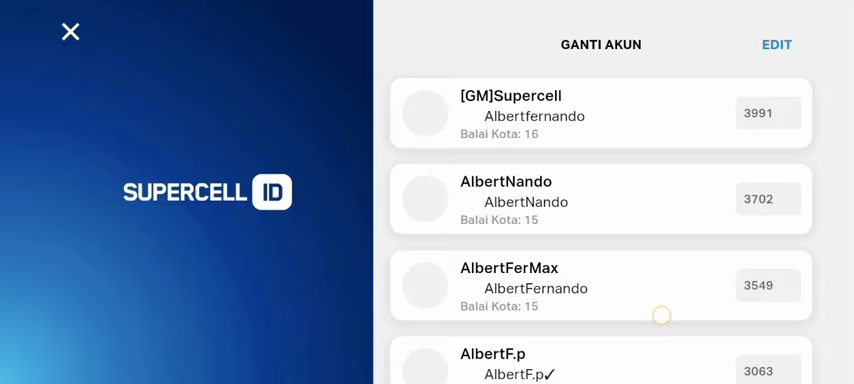 SUPERCELL ID
GANTI AKUN
EDIT
[GM]Supercell
Albertfernando
Balai Kota: 16
3991
AlbertNando
AlbertNando
Balai Kota: 15
3702
AlbertFerMax
AlbertFernando
Balai Kota: 15
3549
AlbertF.p
AlbertF.p✓
3063